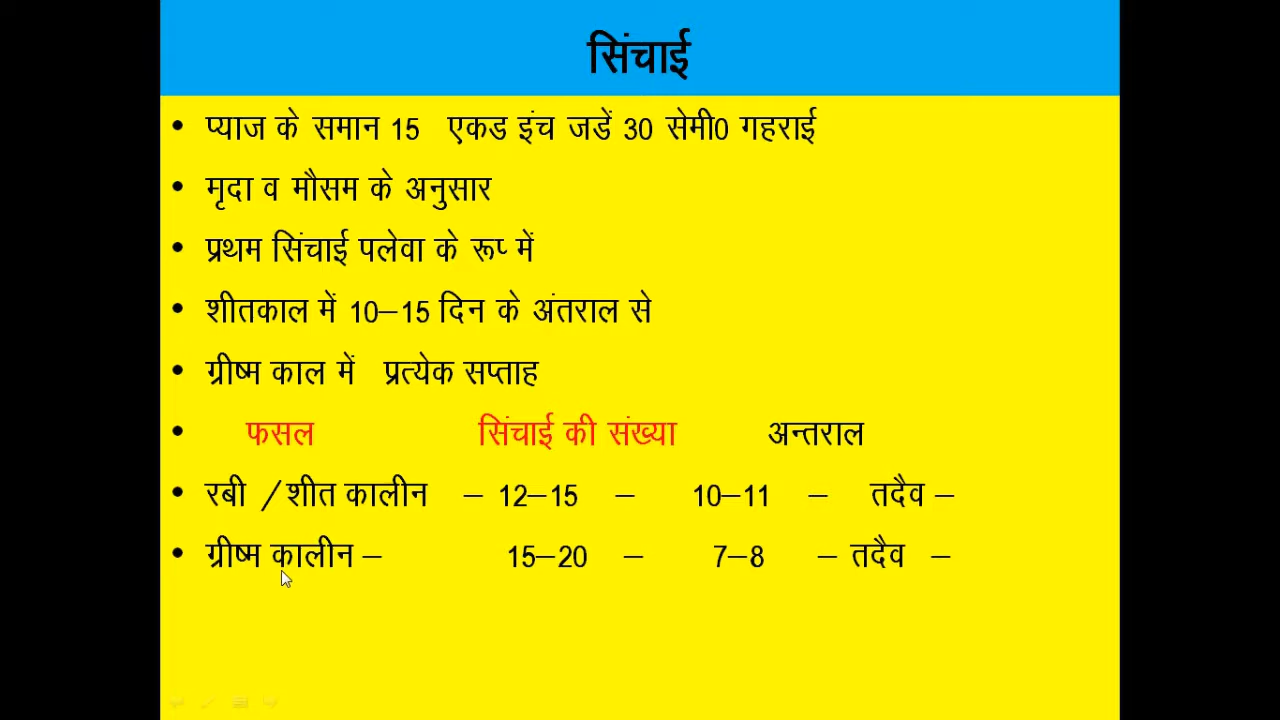 सिंचाई
• प्याज के समान 15 एकड इंच जडें 30 सेमी0 गहराई
• मृदा व मौसम के अनुसार
• प्रथम सिंचाई पलेवा के रूप में
• शीतकाल में 10–15 दिन के अंतराल से
• ग्रीष्म काल में प्रत्येक सप्ताह
• फसल सिंचाई की संख्या अन्तराल
• रबी /शीत कालीन – 12–15 – 10–11 – तदैव –
• ग्रीष्म कालीन – 15–20 – 7–8 – तदैव –